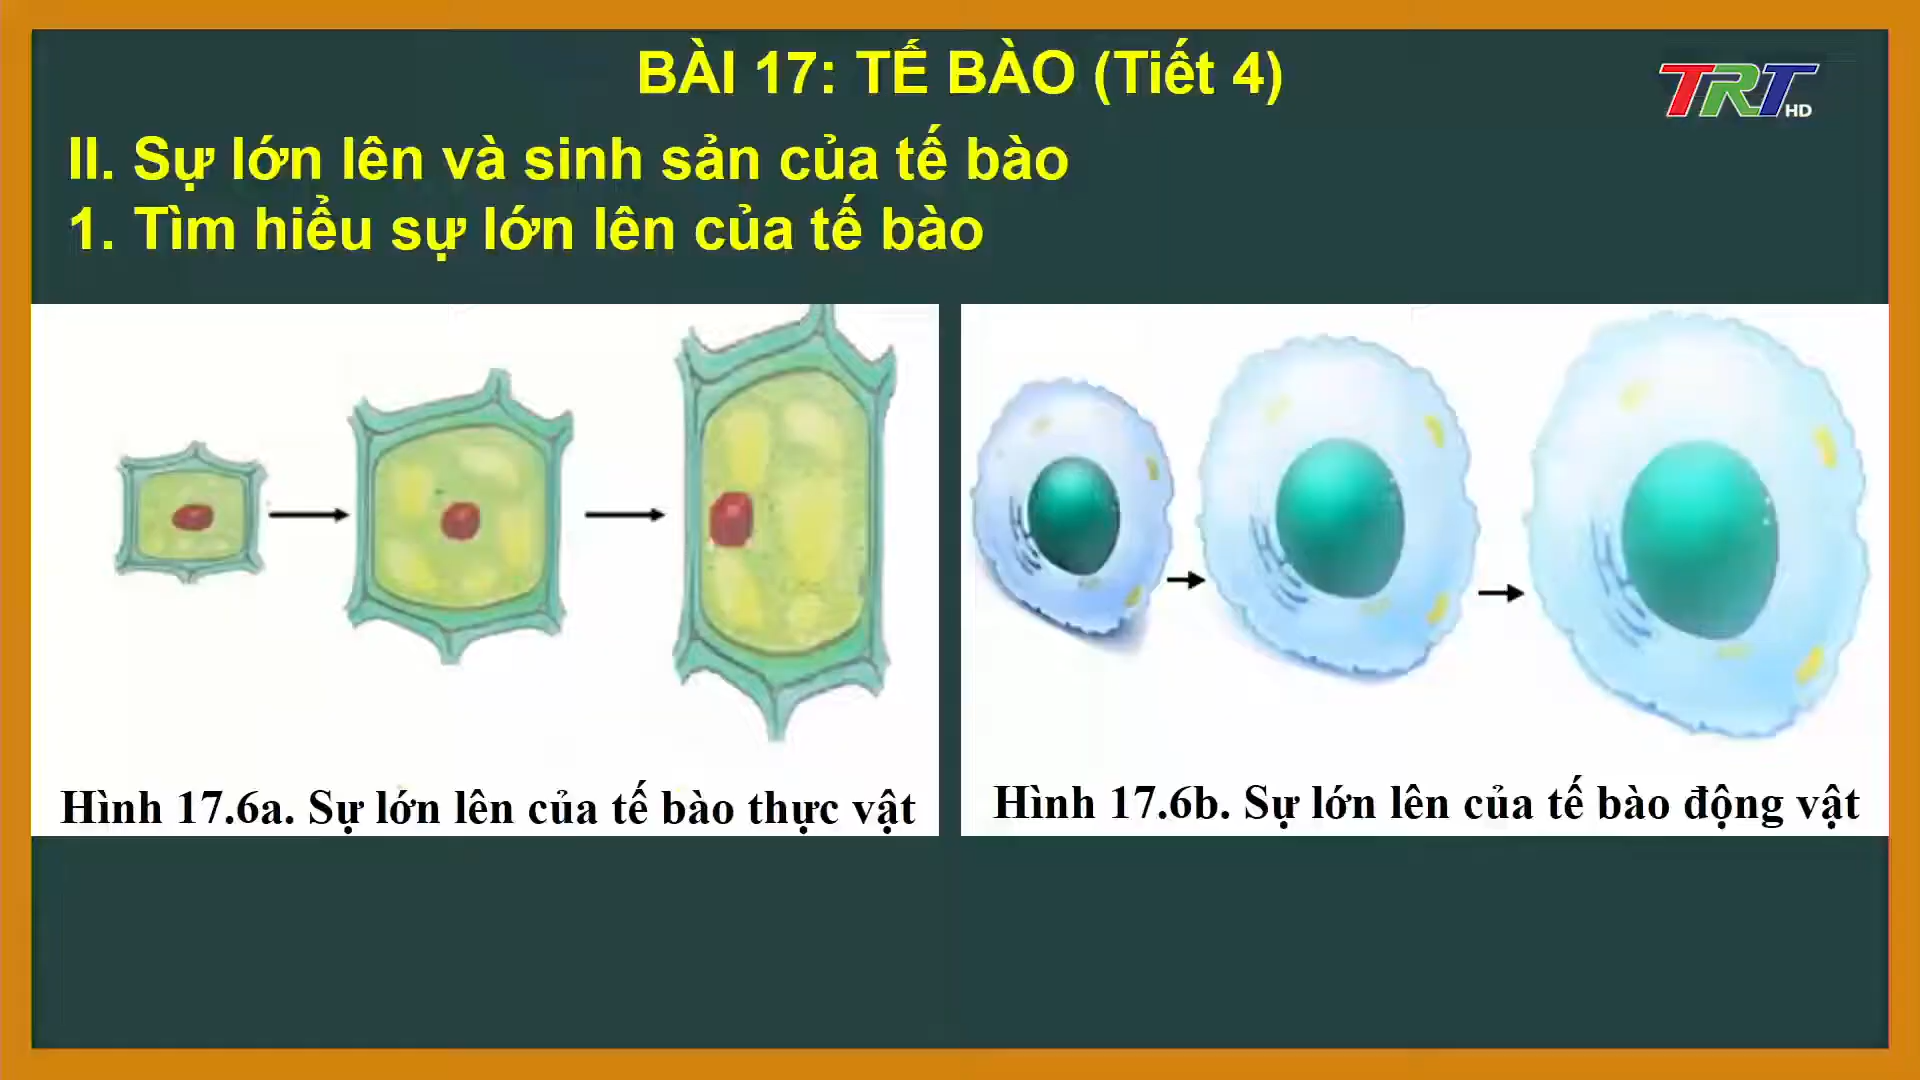 BÀI 17: TẾ BÀO (Tiết 4)
TRT HD
II. Sự lớn lên và sinh sản của tế bào
1. Tìm hiểu sự lớn lên của tế bào
Hình 17.6a. Sự lớn lên của tế bào thực vật
Hình 17.6b. Sự lớn lên của tế bào động vật